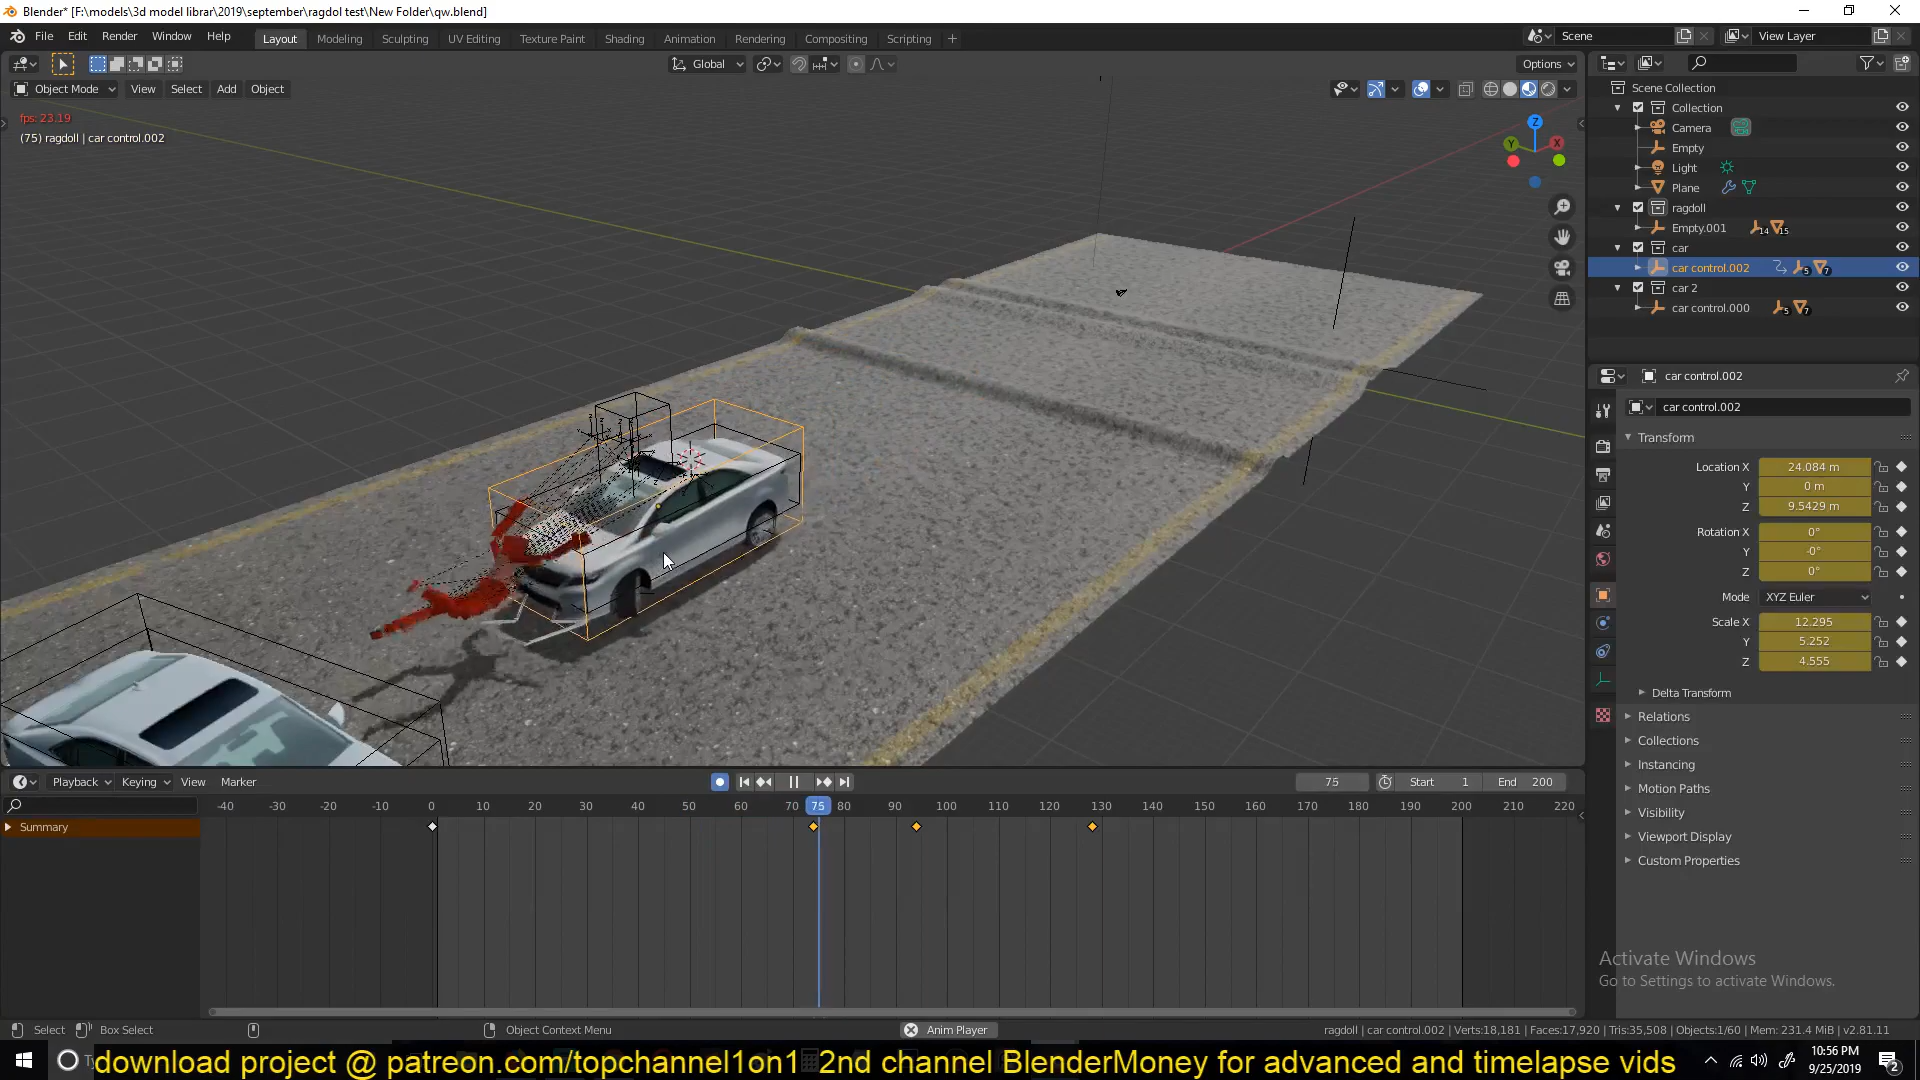 Blender* [F:\models\3d model librar\2019\september\ragdol test\New Folder\qw.blend]
File Edit Render Window Help
Layout Modeling Sculpting UV Editing Texture Paint Shading Animation Rendering Compositing Scripting +
Scene
View Layer
Global
Options
Object Mode View Select Add Object
fps: 23.19
(75) ragdoll | car control.002
Z
Y
X
Scene Collection
Collection
Camera
Empty
Light
Plane
ragdoll
Empty.001 14 15
car
car control.002 5 7
car 2
car control.000 5 7
car control.002
car control.002
Transform
Location X 24.084 m
Y 0 m
Z 9.5429 m
Rotation X 0°
Y -0°
Z 0°
Mode XYZ Euler
Scale X 12.295
Y 5.252
Z 4.555
Delta Transform
Relations
Collections
Instancing
Motion Paths
Visibility
Viewport Display
Custom Properties
Playback Keying View Marker
75 Start 1 End 200
-40 -30 -20 -10 0 10 20 30 40 50 60 70 75 80 90 100 110 120 130 140 150 160 170 180 190 200 210 220
Summary
Activate Windows
Go to Settings to activate Windows.
Select Box Select Object Context Menu Anim Player
ragdoll | car control.002 | Verts:18,181 | Faces:17,920 | Tris:35,508 | Objects:1/60 | Mem: 231.4 MiB | v2.81.11
download project @ patreon.com/topchannel1on1 2nd channel BlenderMoney for advanced and timelapse vids
10:56 PM
9/25/2019
2